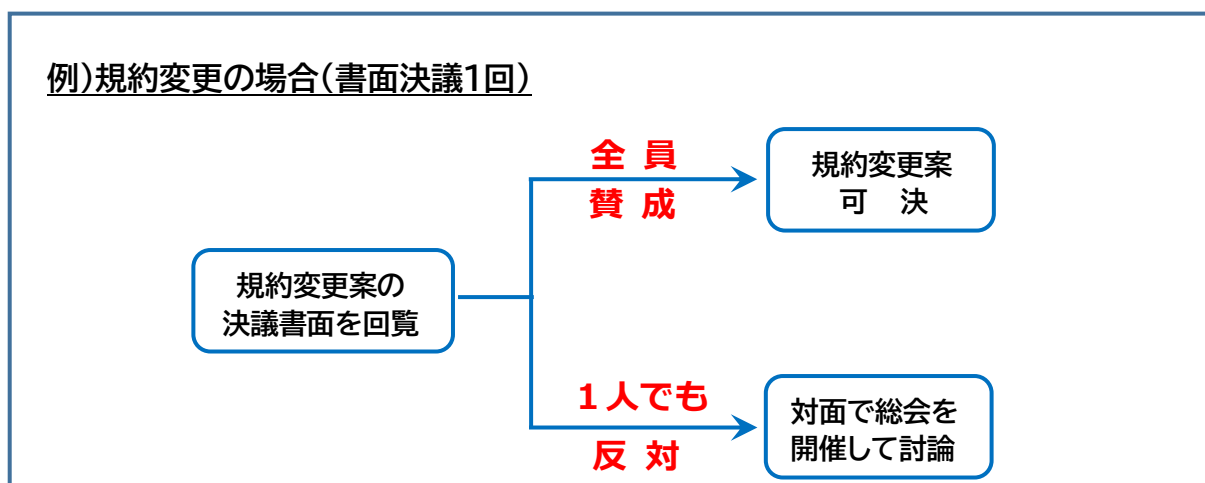 例）規約変更の場合（書面決議１回）
全 員
賛 成
規約変更案
可　決
規約変更案の
決議書面を回覧
１人でも
反 対
対面で総会を
開催して討論